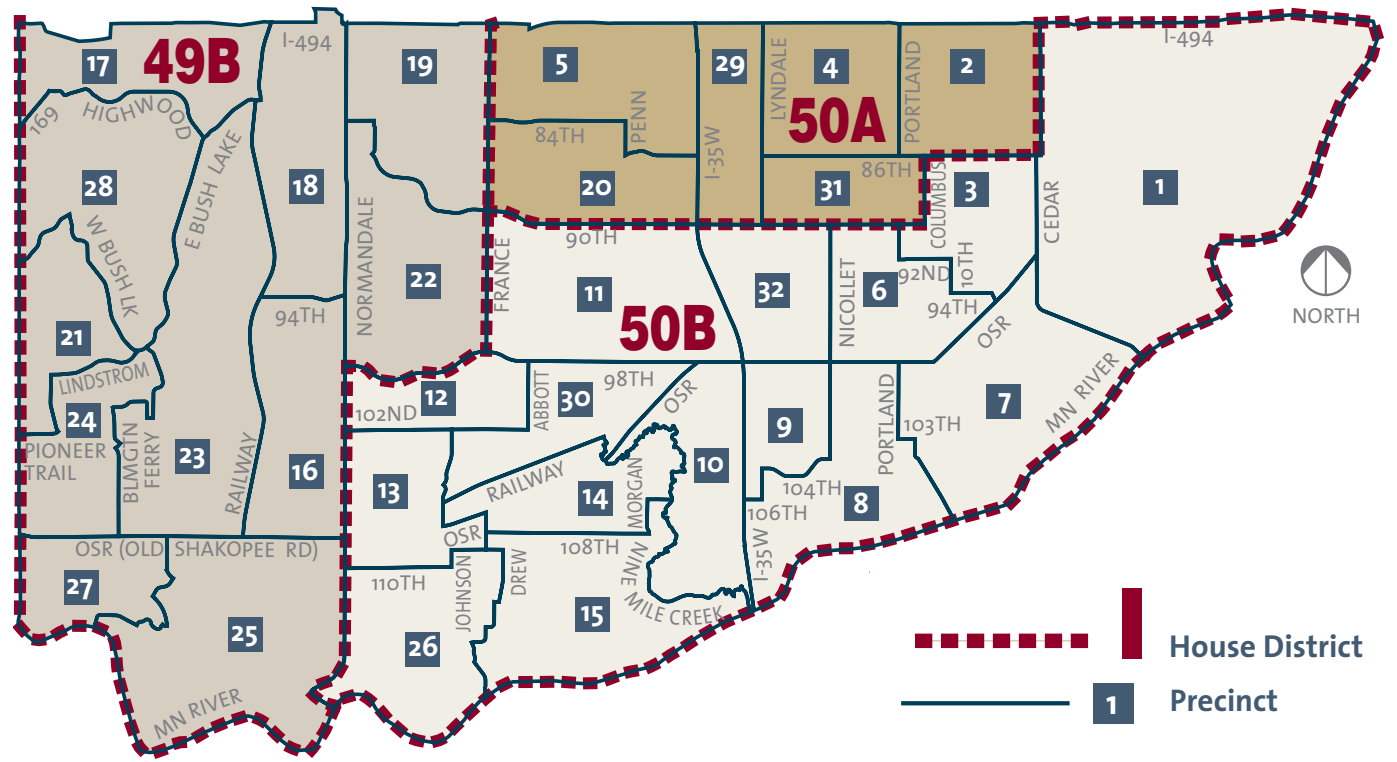 I-494
I-494
17
49B
19
5
29
LYNDALE
4
PORTLAND
2
169
HIGHWOOD
PENN
50A
84TH
I-35W
86TH
E BUSH LAKE
28
18
20
31
COLUMBUS
3
CEDAR
1
W BUSH LK
NORMANDALE
FRANCE
90TH
10TH
92ND
22
11
32
NICOLLET
6
94TH
94TH
50B
OSR
NORTH
21
LINDSTROM
98TH
OSR
MN RIVER
12
ABBOTT
30
PORTLAND
7
102ND
24
103TH
9
PIONEER
TRAIL
BLMGTN
FERRY
23
RAILWAY
16
13
RAILWAY
14
MORGAN
10
104TH
8
106TH
OSR
108TH
I-35W
OSR (OLD SHAKOPEE RD)
110TH
JOHNSON
DREW
NINE
MILE CREEK
27
15
25
26
MN RIVER
House District
1
Precinct